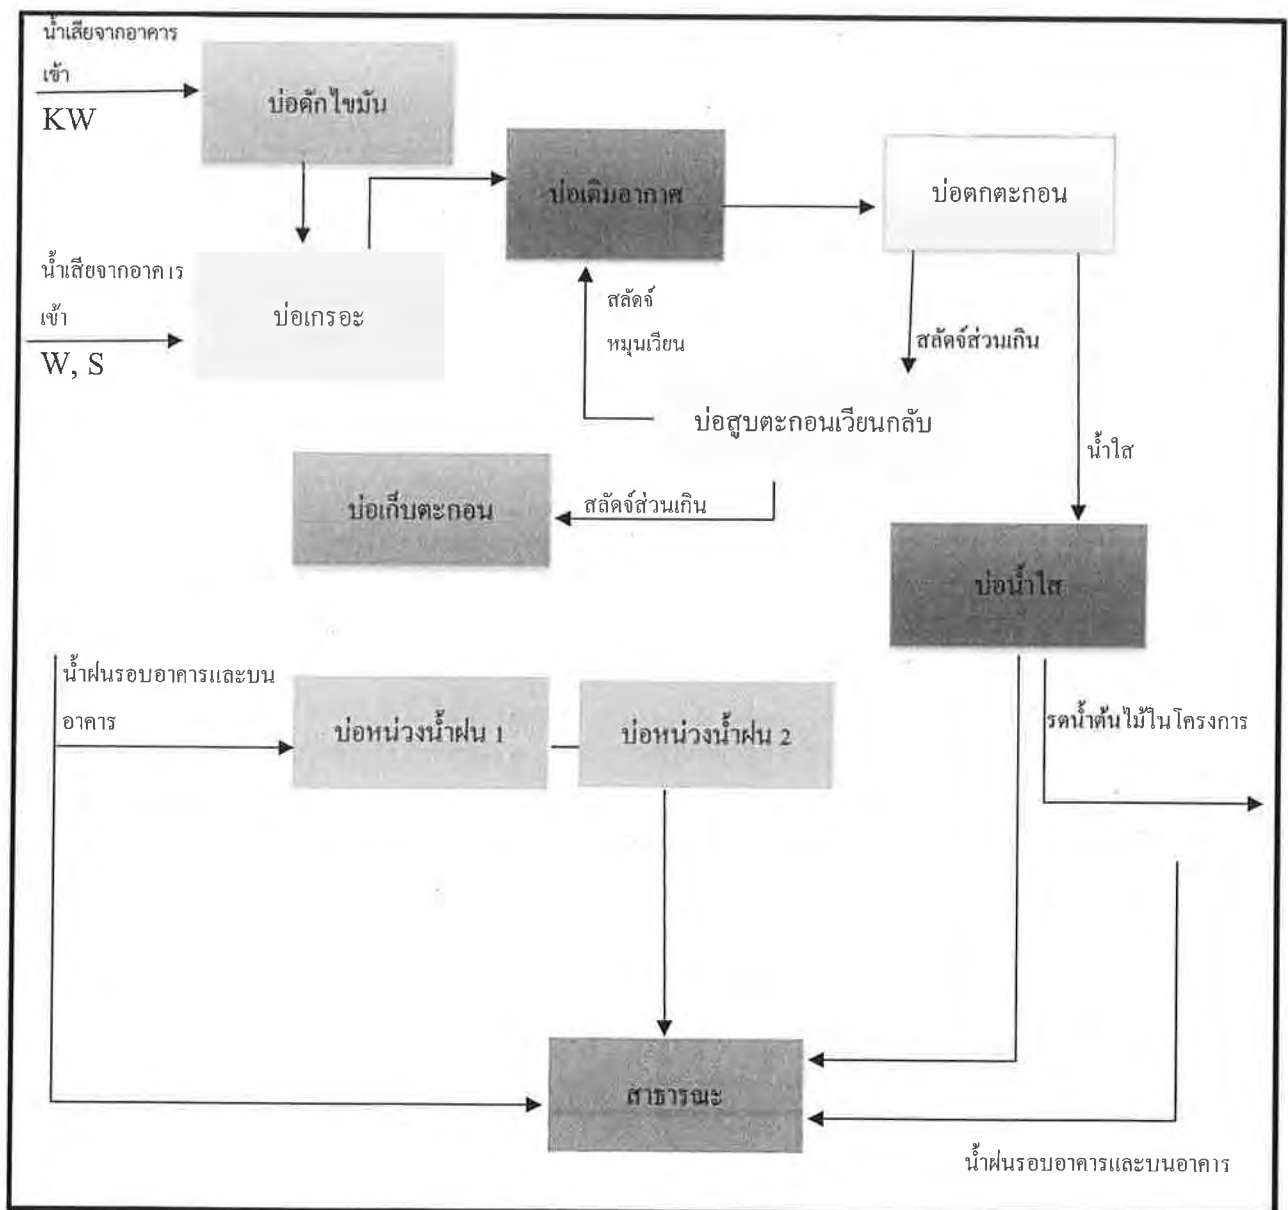 น้ำเสียจากอาคาร
เข้า
KW
บ่อดักไขมัน
บ่อเติมอากาศ
บ่อตกตะกอน
น้ำเสียจากอาคาร
เข้า
W, S
บ่อเกรอะ
สลัดจ์
หมุนเวียน
สลัดจ์ส่วนเกิน
บ่อสูบตะกอนเวียนกลับ
น้ำใส
บ่อเก็บตะกอน
สลัดจ์ส่วนเกิน
บ่อน้ำใส
น้ำฝนรอบอาคารและบน
อาคาร
บ่อหน่วงน้ำฝน 1
บ่อหน่วงน้ำฝน 2
รดน้ำต้นไม้ในโครงการ
สาธารณะ
น้ำฝนรอบอาคารและบนอาคาร